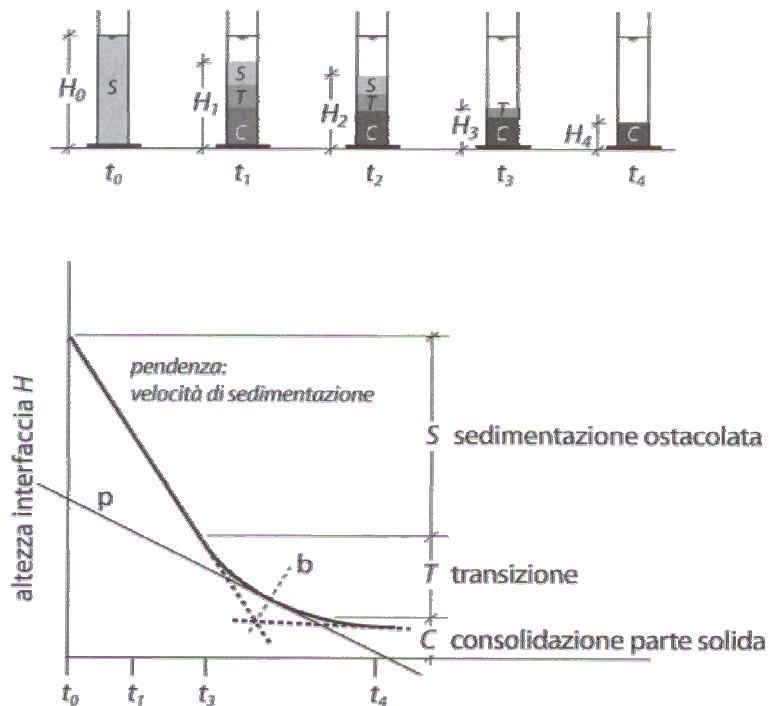 S
H0
S
T
C
H1
S
T
C
H2
T
C
H3
C
H4
t0 t1 t2 t3 t4
pendenza:
velocità di sedimentazione
altezza interfaccia H
S sedimentazione ostacolata
p
b
T transizione
C consolidazione parte solida
t0 t1 t3 t4